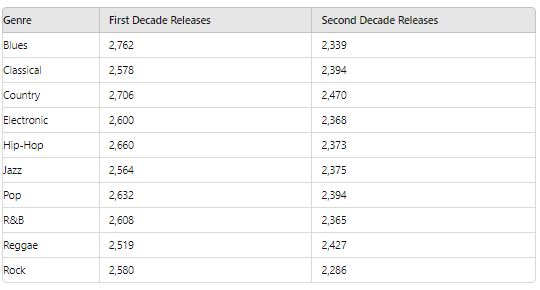 Genre First Decade Releases Second Decade Releases
Blues 2,762 2,339
Classical 2,578 2,394
Country 2,706 2,470
Electronic 2,600 2,368
Hip-Hop 2,660 2,373
Jazz 2,564 2,375
Pop 2,632 2,394
R&B 2,608 2,365
Reggae 2,519 2,427
Rock 2,580 2,286